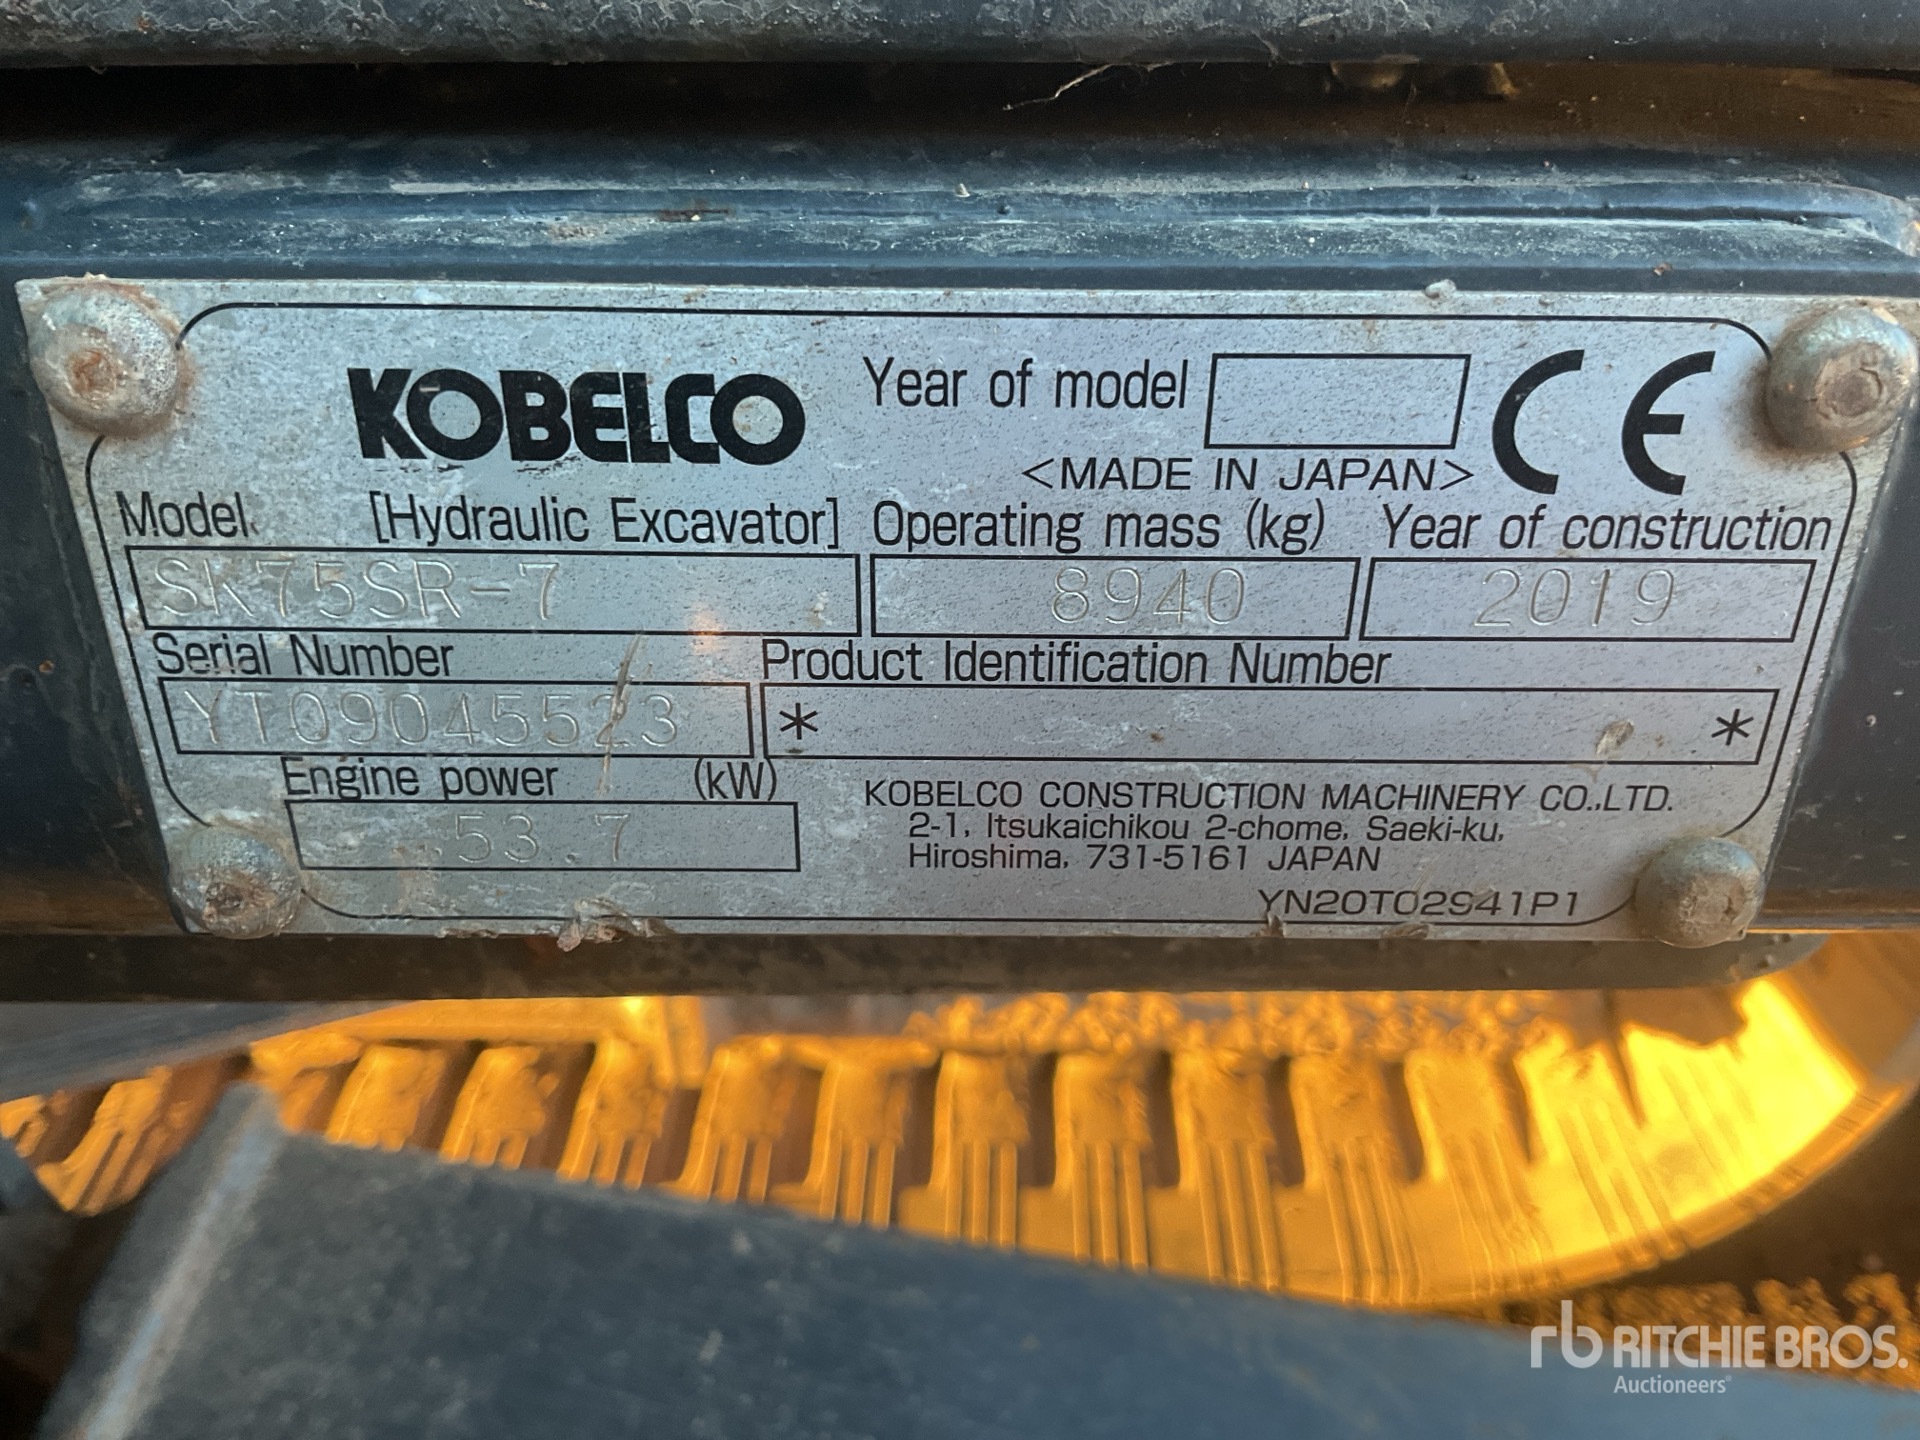 KOBELCO Year of model CE
<MADE IN JAPAN>
Model [Hydraulic Excavator] Operating mass (kg) Year of construction
SK75SR-7 8940 2019
Serial Number Product Identification Number
YT09045523 * *
Engine power (kW)
53.7
KOBELCO CONSTRUCTION MACHINERY CO.,LTD.
2-1, Itsukaichikou 2-chome, Saeki-ku,
Hiroshima, 731-5161 JAPAN
YN20T02941P1
rb RITCHIE BROS.
Auctioneers